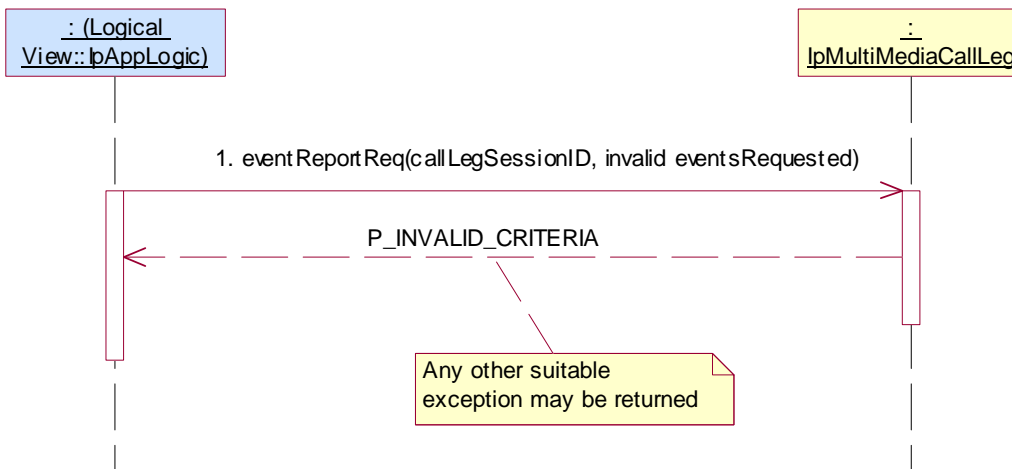 : (Logical
View::IpAppLogic)
:
IpMultiMediaCallLeg
1. eventReportReq(callLegSessionID, invalid eventsRequested)
P_INVALID_CRITERIA
Any other suitable
exception may be returned